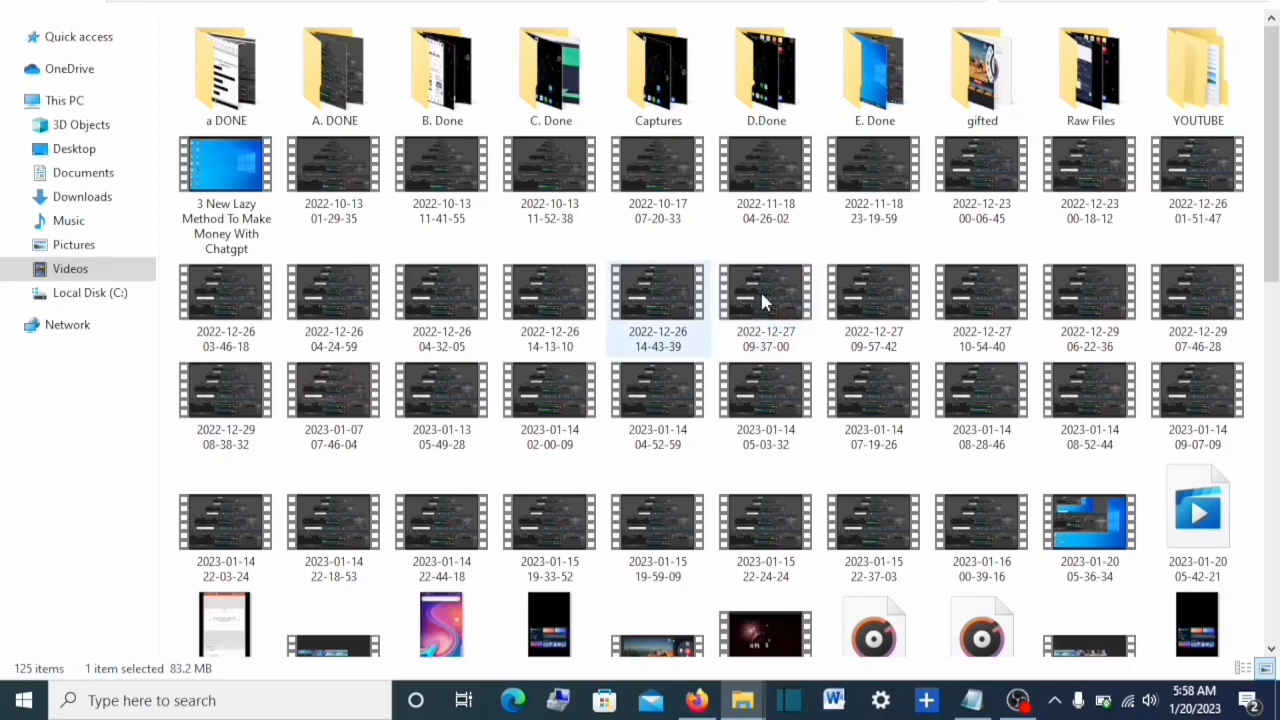 Quick access
OneDrive
This PC
3D Objects
Desktop
Documents
Downloads
Music
Pictures
Videos
Local Disk (C:)
Network
a DONE
A. DONE
B. Done
C. Done
Captures
D.Done
E. Done
gifted
Raw Files
YOUTUBE
3 New Lazy
Method To Make
Money With
Chatgpt
2022-10-13
01-29-35
2022-10-13
11-41-55
2022-10-13
11-52-38
2022-10-17
07-20-33
2022-11-18
04-26-02
2022-11-18
23-19-59
2022-12-23
00-06-45
2022-12-23
00-18-12
2022-12-26
01-51-47
2022-12-26
03-46-18
2022-12-26
04-24-59
2022-12-26
04-32-05
2022-12-26
14-13-10
2022-12-26
14-43-39
2022-12-27
09-37-00
2022-12-27
09-57-42
2022-12-27
10-54-40
2022-12-29
06-22-36
2022-12-29
07-46-28
2022-12-29
08-38-32
2023-01-07
07-46-04
2023-01-13
05-49-28
2023-01-14
02-00-09
2023-01-14
04-52-59
2023-01-14
05-03-32
2023-01-14
07-19-26
2023-01-14
08-28-46
2023-01-14
08-52-44
2023-01-14
09-07-09
2023-01-14
22-03-24
2023-01-14
22-18-53
2023-01-14
22-44-18
2023-01-15
19-33-52
2023-01-15
19-59-09
2023-01-15
22-24-24
2023-01-15
22-37-03
2023-01-16
00-39-16
2023-01-20
05-36-34
2023-01-20
05-42-21
125 items 1 item selected 83.2 MB
Type here to search
5:58 AM
1/20/2023
2